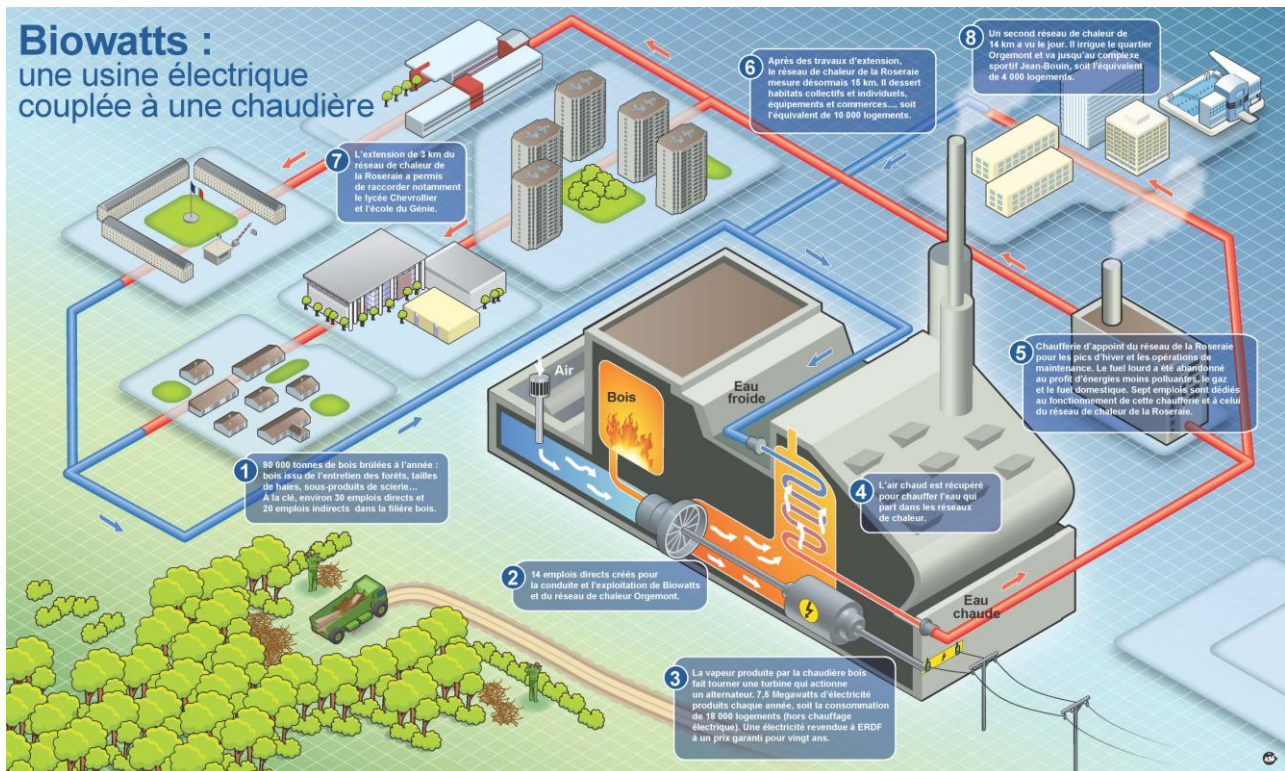 Biowatts :
une usine électrique
couplée à une chaudière
1
90 000 tonnes de bois brûlées à l'année :
bois issu de l'entretien des forêts, tailles
de haies, sous-produits de scierie…
À la clé, environ 30 emplois directs et
20 emplois indirects dans la filière bois.
2
14 emplois directs créés pour
la conduite et l'exploitation de Biowatts
et du réseau de chaleur Orgemont.
3
La vapeur produite par la chaudière bois
fait tourner une turbine qui actionne
un alternateur. 7,5 Megawatts d'électricité
produits chaque année, soit la consommation
de 18 000 logements (hors chauffage
électrique). Une électricité revendue à ERDF
à un prix garanti pour vingt ans.
4
L'air chaud est récupéré
pour chauffer l'eau qui
part dans les réseaux
de chaleur.
5
Chaufferie d'appoint du réseau de la Roseraie
pour les pics d'hiver et les opérations de
maintenance. Le fuel lourd a été abandonné
au profit d'énergies moins polluantes, le gaz
et le fuel domestique. Sept emplois sont dédiés
au fonctionnement de cette chaufferie et à celui
du réseau de chaleur de la Roseraie.
6
Après des travaux d'extension,
le réseau de chaleur de la Roseraie
mesure désormais 15 km. Il dessert
habitats collectifs et individuels,
équipements et commerces…, soit
l'équivalent de 10 000 logements.
7
L'extension de 3 km du
réseau de chaleur de
la Roseraie a permis
de raccorder notamment
le lycée Chevrollier
et l'école du Génie.
8
Un second réseau de chaleur de
14 km a vu le jour. Il irrigue le quartier
Orgemont et va jusqu'au complexe
sportif Jean-Bouin, soit l'équivalent
de 4 000 logements.
Air
Bois
Eau
froide
Eau
chaude